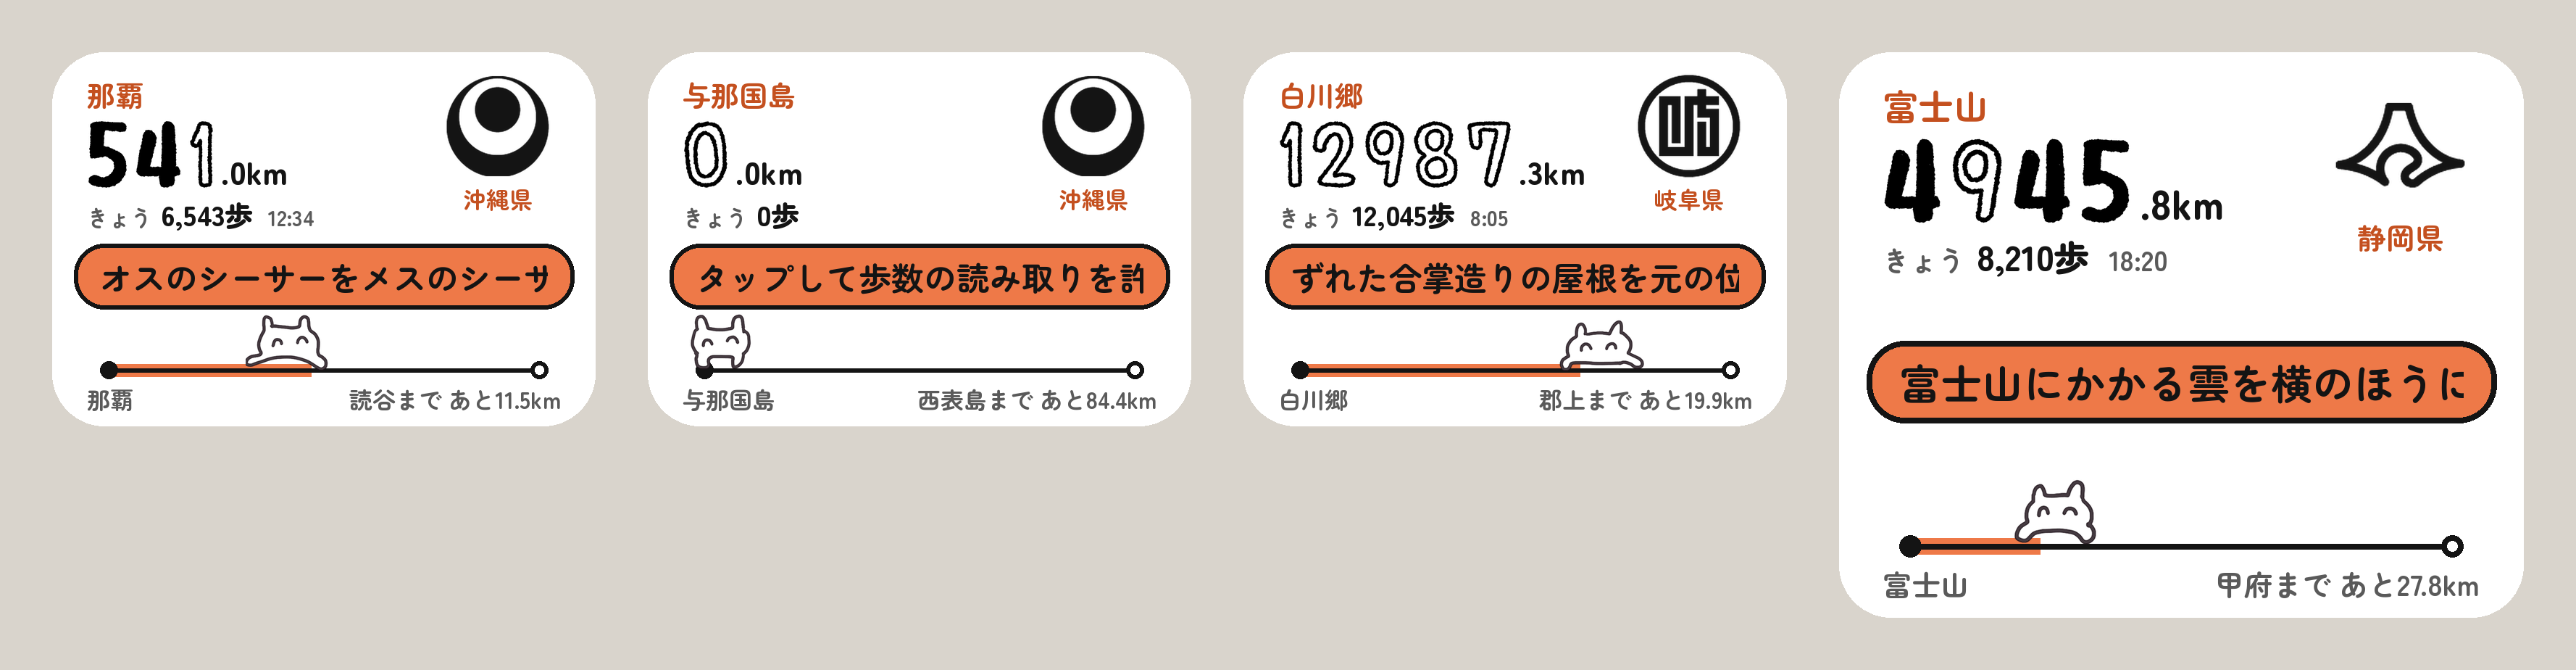 那覇
541.0km
きょう 6,543歩 12:34
沖縄県
オスのシーサーをメスのシーサ
那覇
読谷まで あと11.5km
与那国島
0.0km
きょう 0歩
沖縄県
タップして歩数の読み取りを許
与那国島
西表島まで あと84.4km
白川郷
12987.3km
きょう 12,045歩 8:05
岐
岐阜県
ずれた合掌造りの屋根を元の位
白川郷
郡上まで あと19.9km
富士山
4945.8km
きょう 8,210歩 18:20
静岡県
富士山にかかる雲を横のほうに
富士山
甲府まで あと27.8km